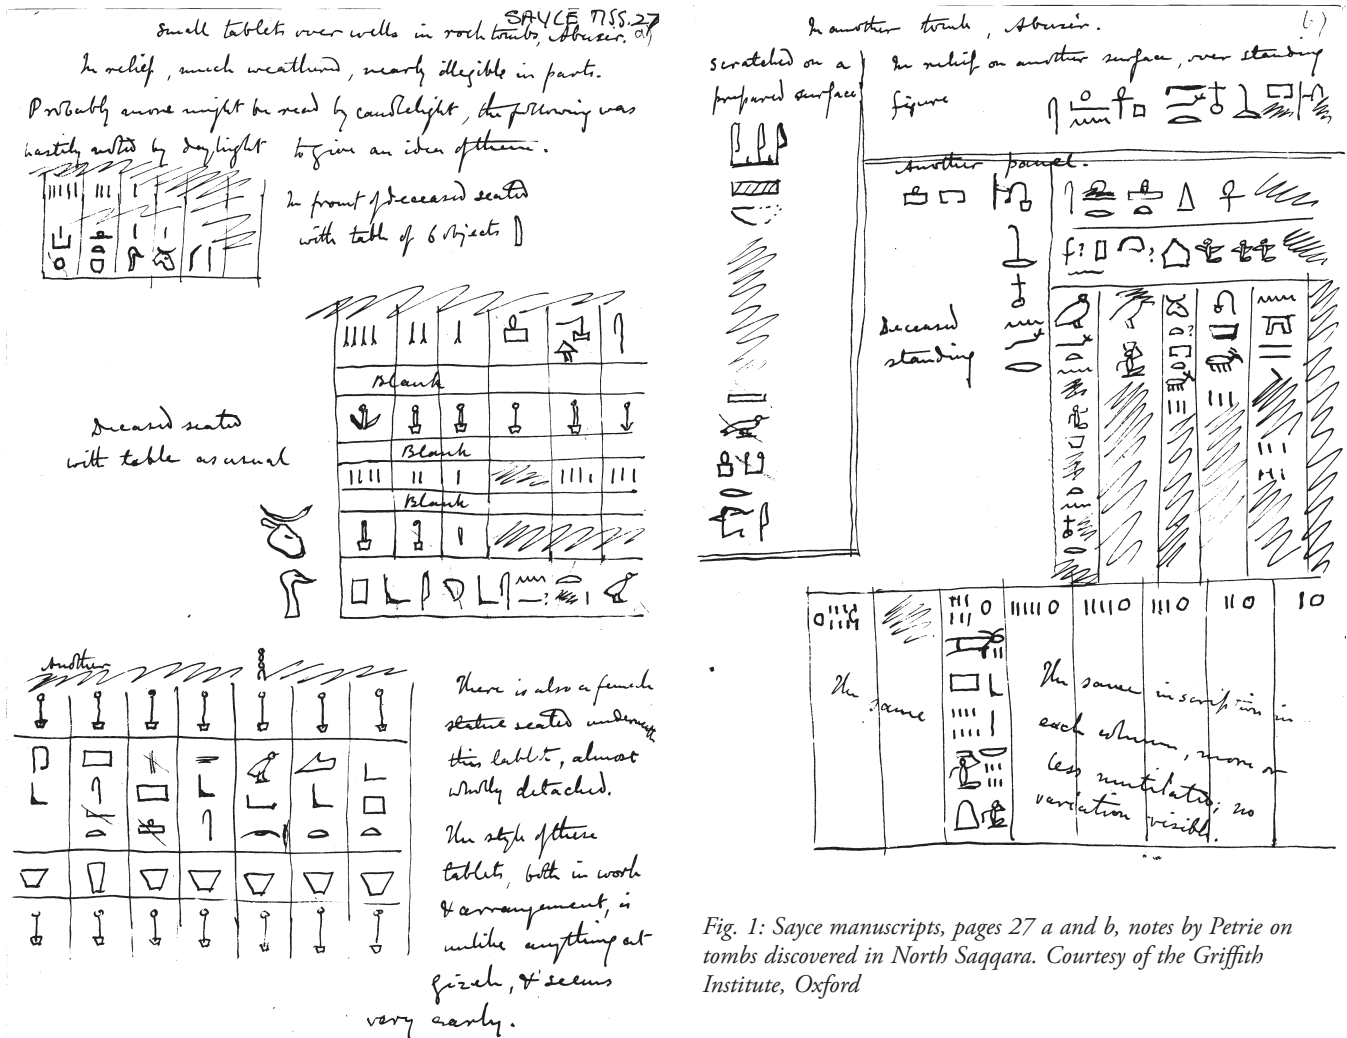 SAYCE MSS. 27
a)
Small tablets over wells in rock tombs, Abusir.
In relief, much weathered, nearly illegible in parts.
Probably more might be read by candlelight, the following was
hastily noted by daylight to give an idea of them.
In front of deceased seated
with table of 6 objects
Blank
Deceased seated
with table as usual
Blank
Blank
Another
There is also a female
statue seated underneath
this tablet, almost
wholly detached.
The style of these
tablets, both in work
& arrangement, is
unlike anything at
Gizeh, & seems
very early.
b)
In another tomb, Abusir.
scratched on a
prepared surface
In relief on another surface, over standing
figure
Another panel.
Deceased
standing
The same
The same inscription in
each column, more or
less mutilated; no
variation visible.
Fig. 1: Sayce manuscripts, pages 27 a and b, notes by Petrie on
tombs discovered in North Saqqara. Courtesy of the Griffith
Institute, Oxford